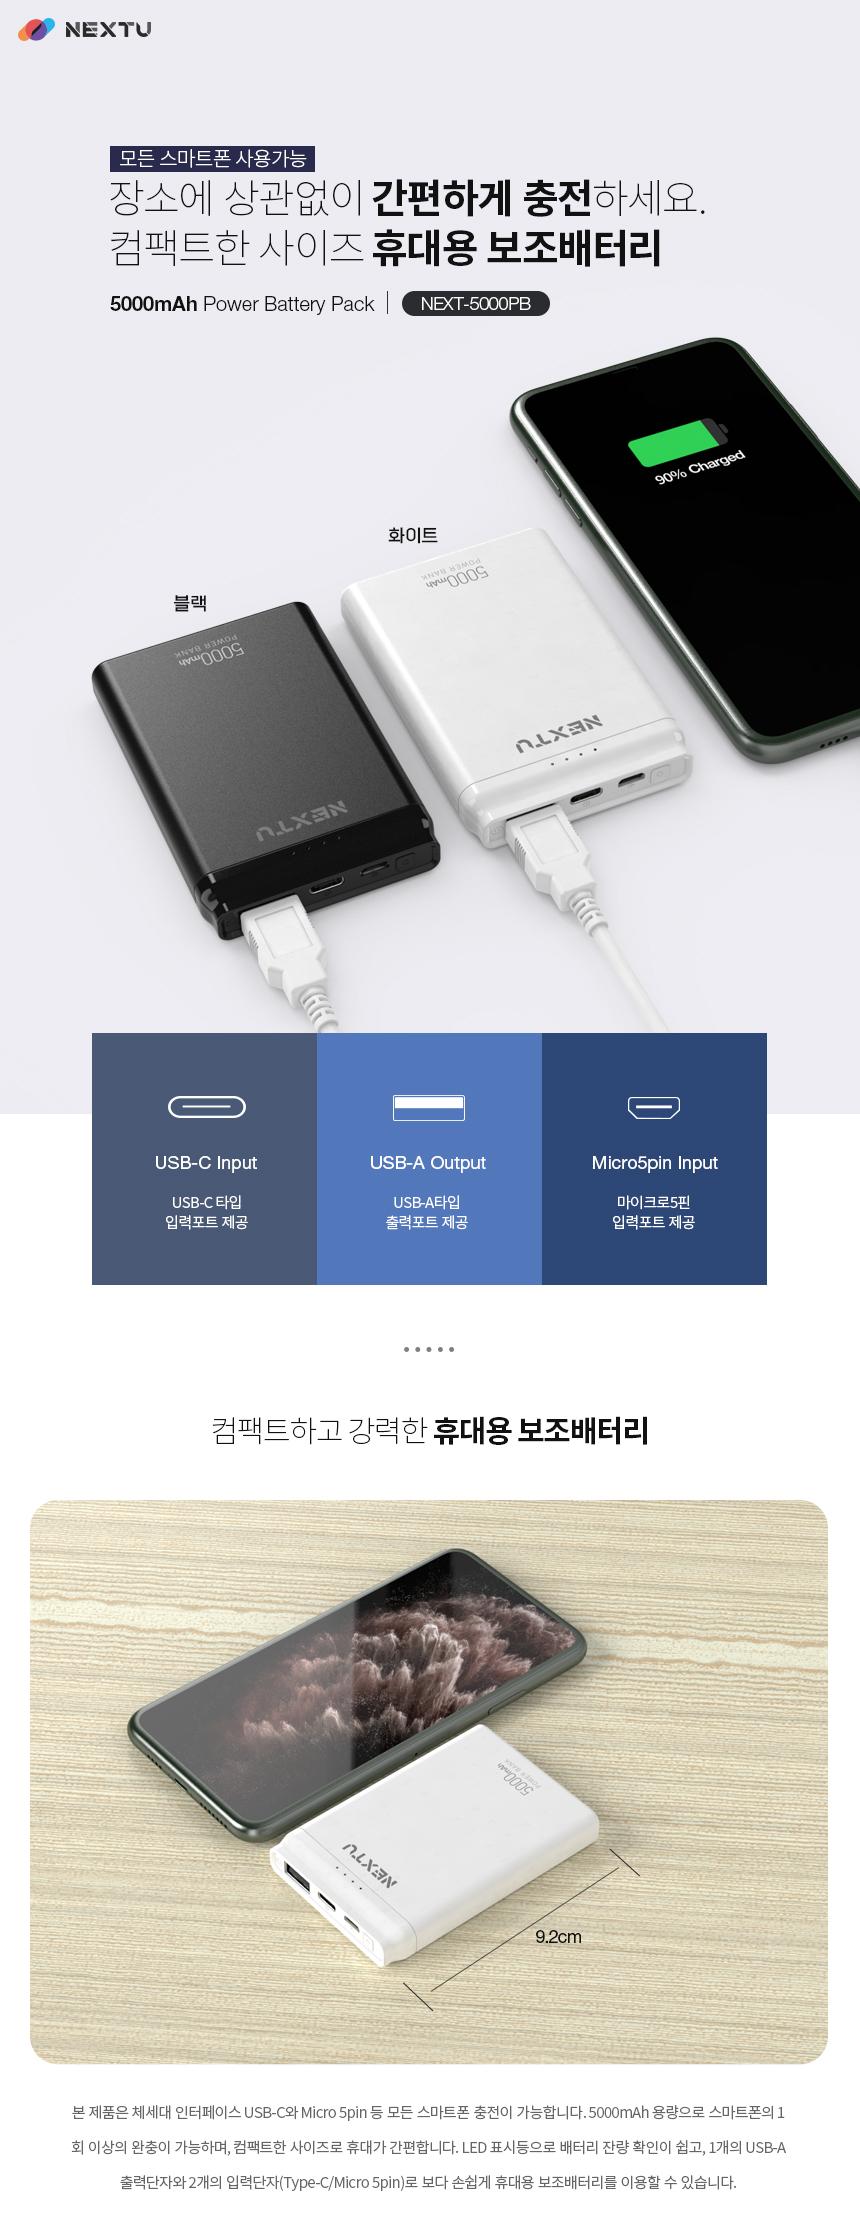 NEXTU
모든 스마트폰 사용가능
장소에 상관없이 간편하게 충전하세요.
컴팩트한 사이즈 휴대용 보조배터리
5000mAh Power Battery Pack | NEXT-5000PB
90% Charged
화이트
5000mAh
POWER BANK
블랙
5000mAh
POWER BANK
NEXTU
NEXTU
USB-C Input
USB-C 타입
입력포트 제공
USB-A Output
USB-A타입
출력포트 제공
Micro5pin Input
마이크로5핀
입력포트 제공
컴팩트하고 강력한 휴대용 보조배터리
5000mAh
POWER BANK
NEXTU
9.2cm
본 제품은 체세대 인터페이스 USB-C와 Micro 5pin 등 모든 스마트폰 충전이 가능합니다. 5000mAh 용량으로 스마트폰의 1
회 이상의 완충이 가능하며, 컴팩트한 사이즈로 휴대가 간편합니다. LED 표시등으로 배터리 잔량 확인이 쉽고, 1개의 USB-A
출력단자와 2개의 입력단자(Type-C/Micro 5pin)로 보다 손쉽게 휴대용 보조배터리를 이용할 수 있습니다.